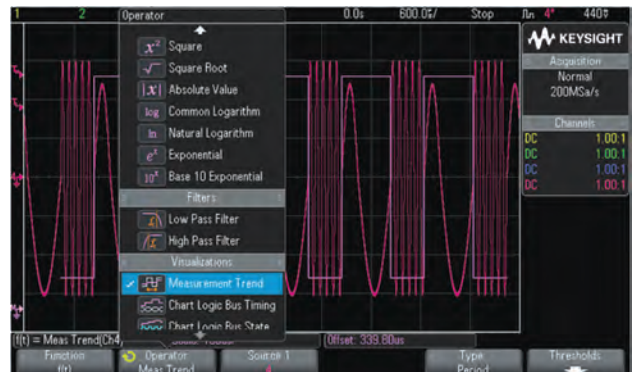 1 2 Operator 0.0s 600.0s/ Stop 4 440
Square
Square Root
|x| Absolute Value
log Common Logarithm
ln Natural Logarithm
Exponential
Base 10 Exponential
Filters
Low Pass Filter
High Pass Filter
Visualizations
Measurement Trend
Chart Logic Bus Timing
Chart Logic Bus State
KEYSIGHT
Acquisition
Normal
200MSa/s
Channels
DC 1.00:1
DC 1.00:1
DC 1.00:1
DC 1.00:1
f(t) = Meas Trend(Ch4) Offset: 339.80us
Function Operator Source 1 Type Thresholds
f(t) Meas Trend 4 Period